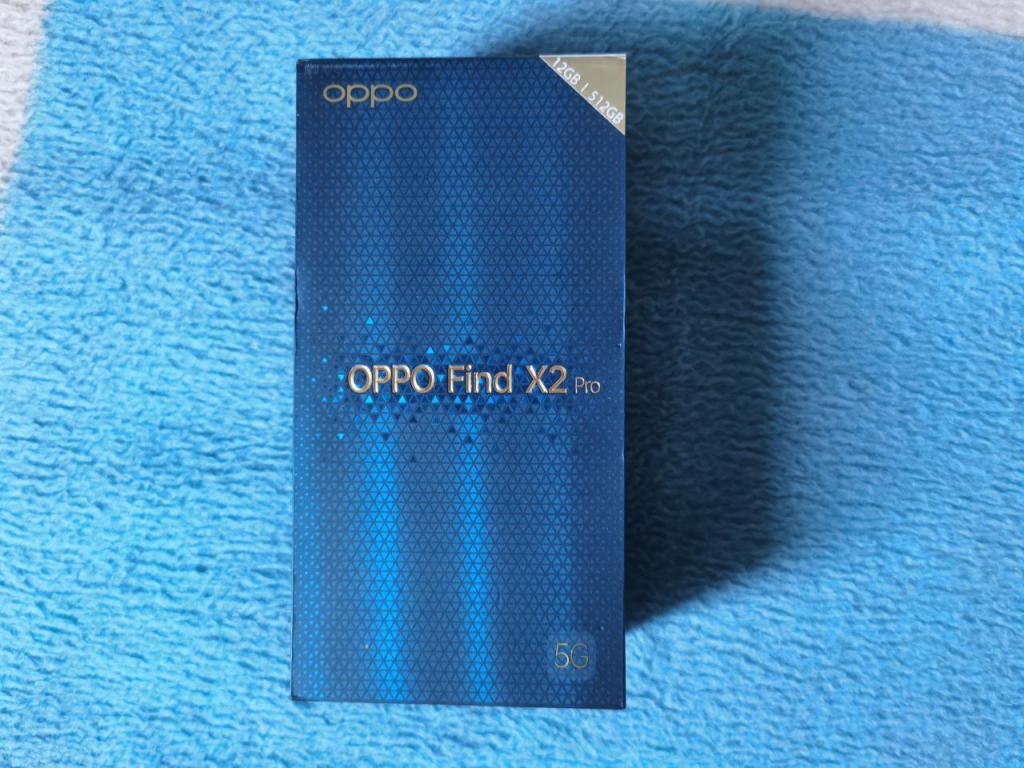 oppo
12GB | 512GB
OPPO Find X2 Pro
5G